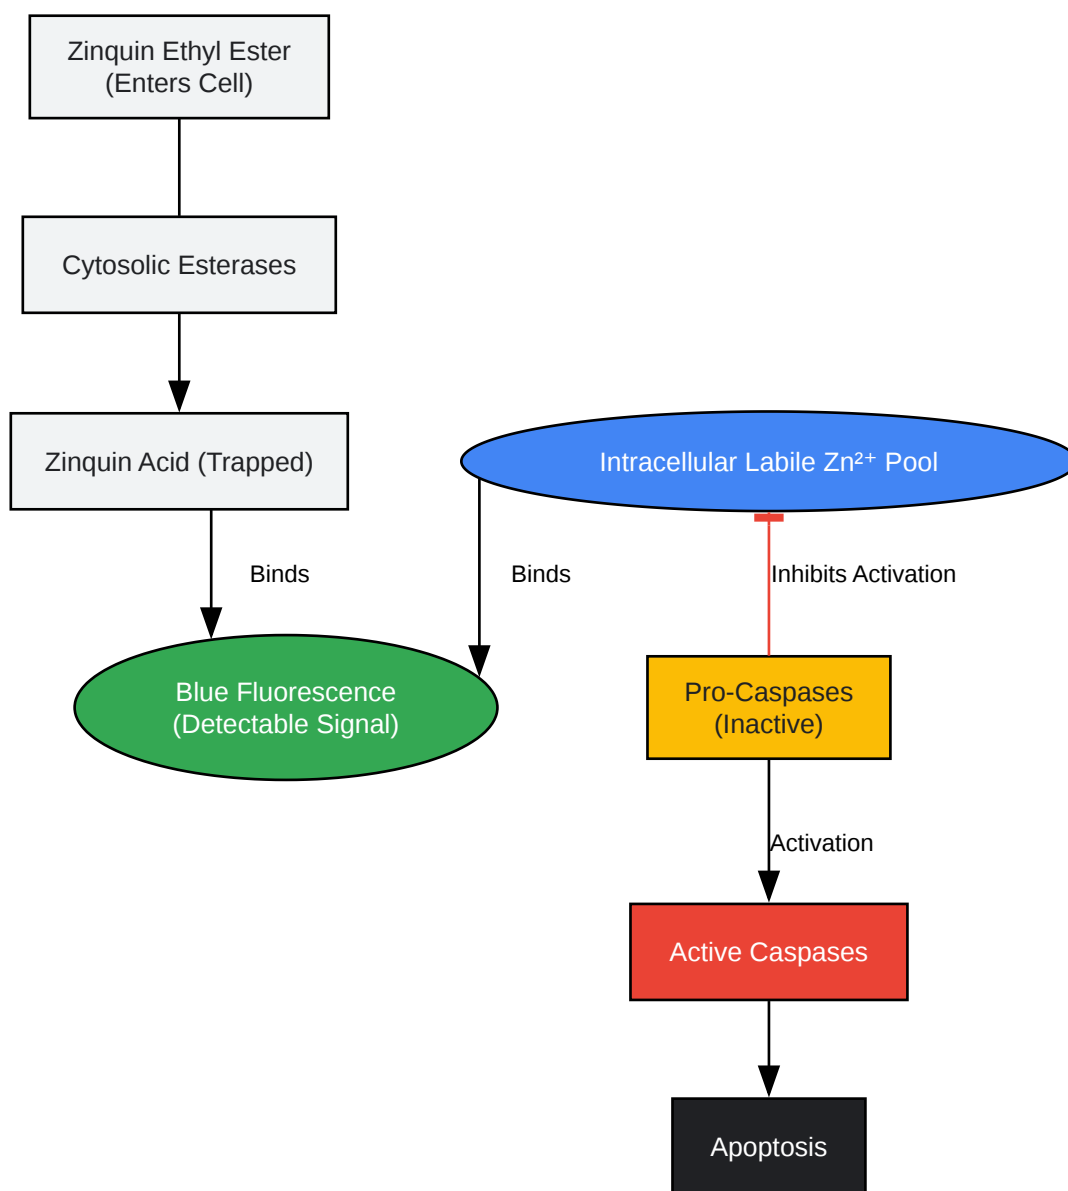 Zinquin Ethyl Ester
(Enters Cell)
Cytosolic Esterases
Zinquin Acid (Trapped)
Intracellular Labile Zn²⁺ Pool
Binds
Binds
Inhibits Activation
Blue Fluorescence
(Detectable Signal)
Pro-Caspases
(Inactive)
Activation
Active Caspases
Apoptosis